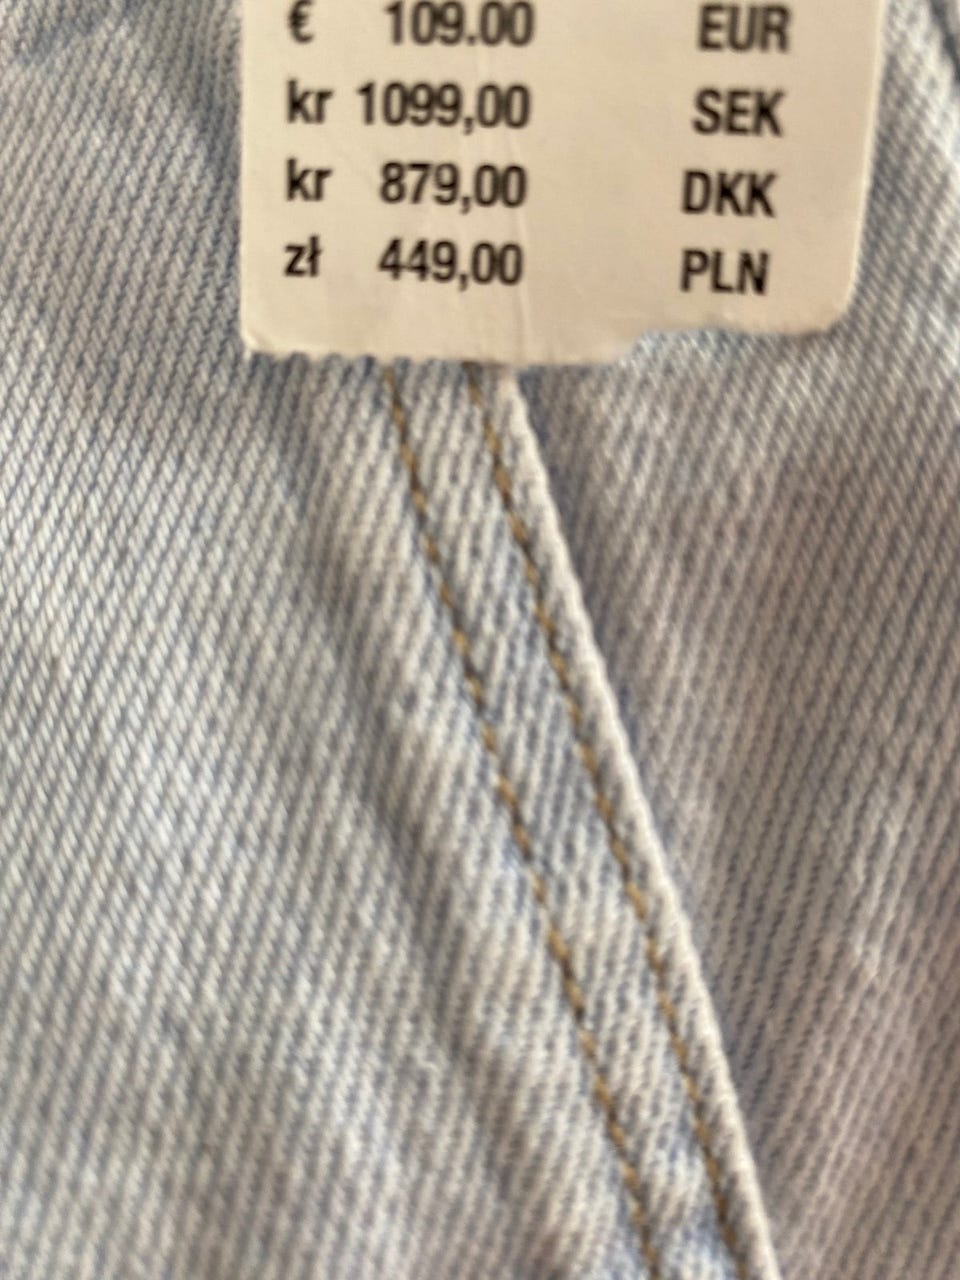 € 109.00 EUR
kr 1099,00 SEK
kr 879,00 DKK
zł 449,00 PLN